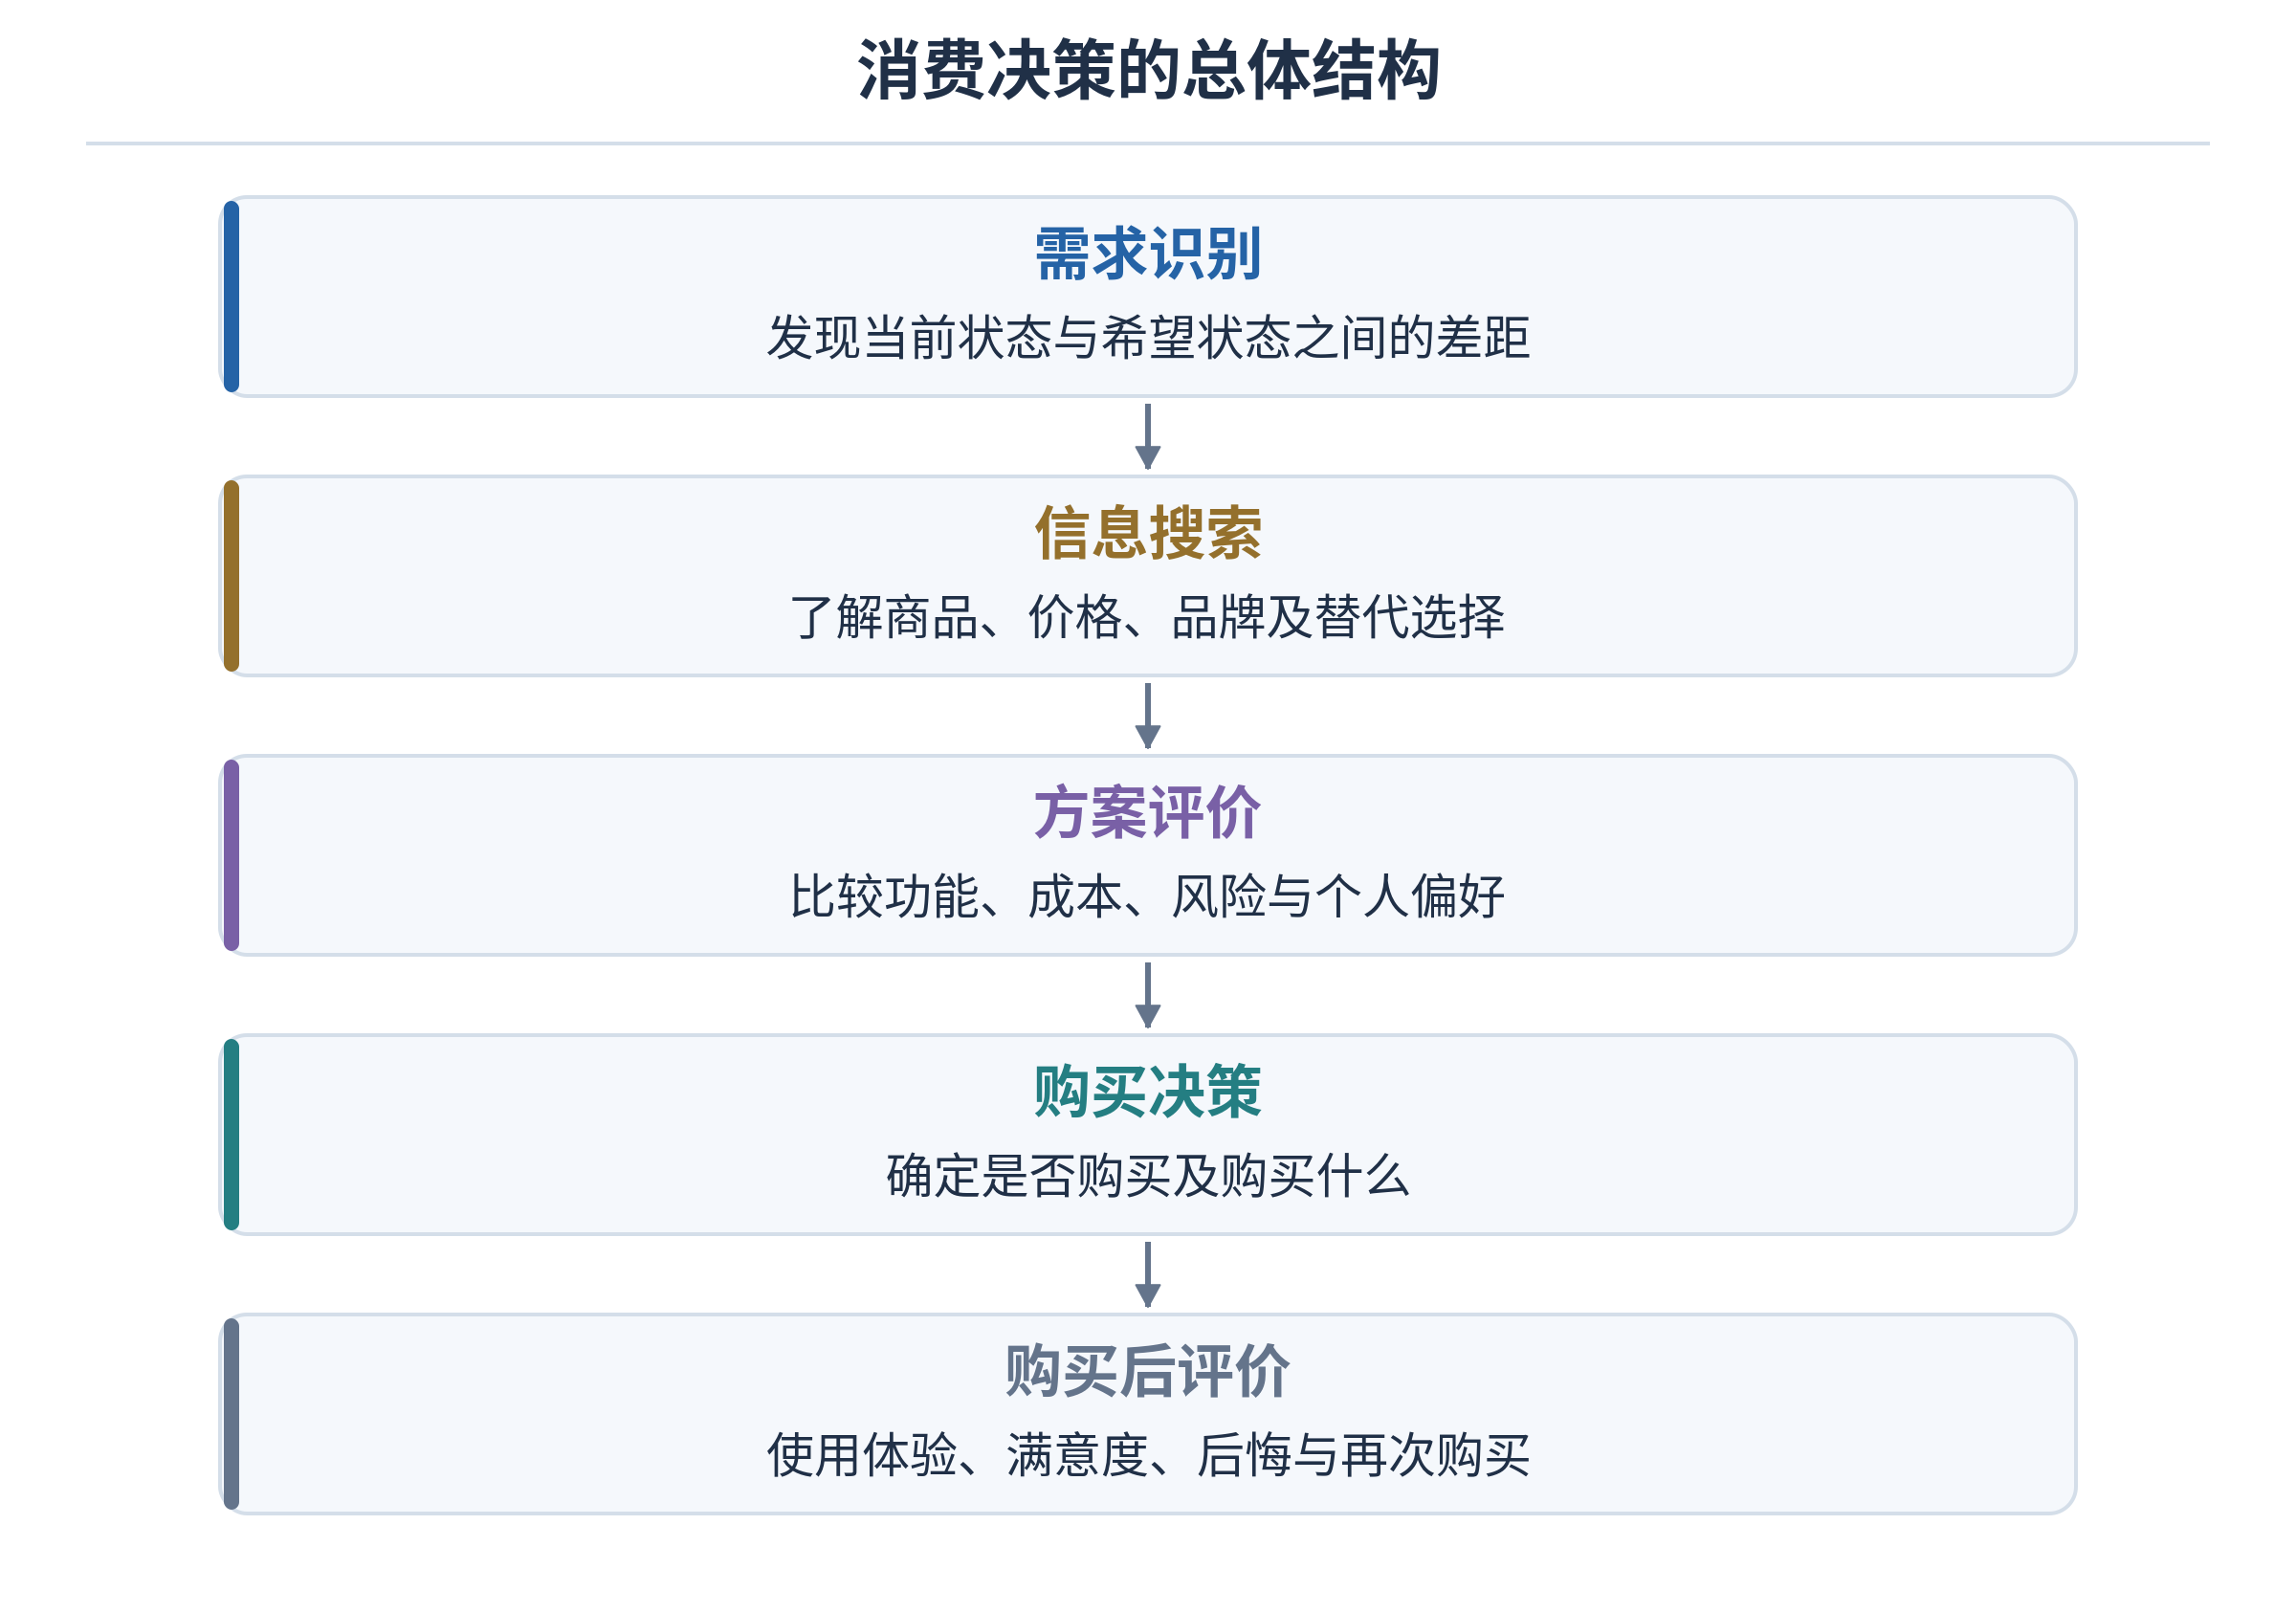 消费决策的总体结构
需求识别
发现当前状态与希望状态之间的差距
信息搜索
了解商品、价格、品牌及替代选择
方案评价
比较功能、成本、风险与个人偏好
购买决策
确定是否购买及购买什么
购买后评价
使用体验、满意度、后悔与再次购买